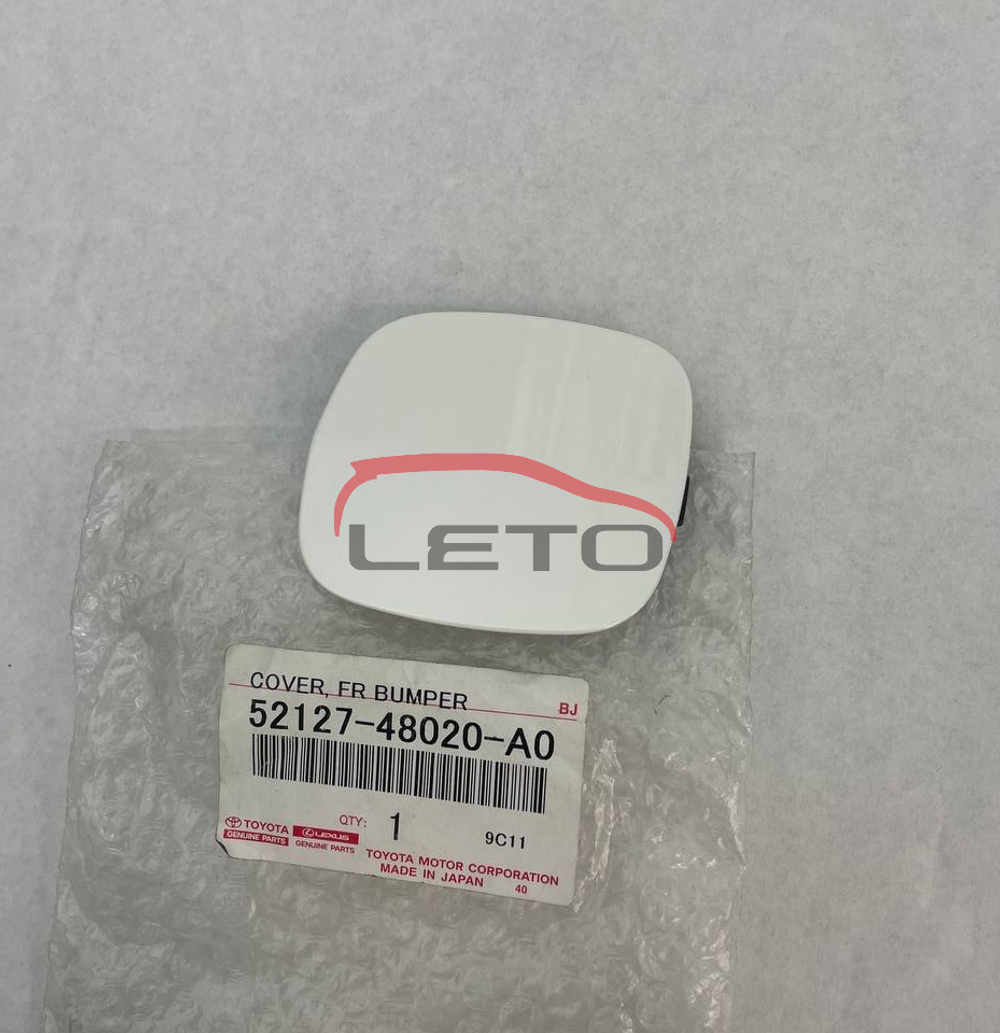 LETO
COVER, FR BUMPER
BJ
52127-48020-A0
QTY: 1
9C11
TOYOTA
GENUINE PARTS
LEXUS
GENUINE PARTS
TOYOTA MOTOR CORPORATION
MADE IN JAPAN
40